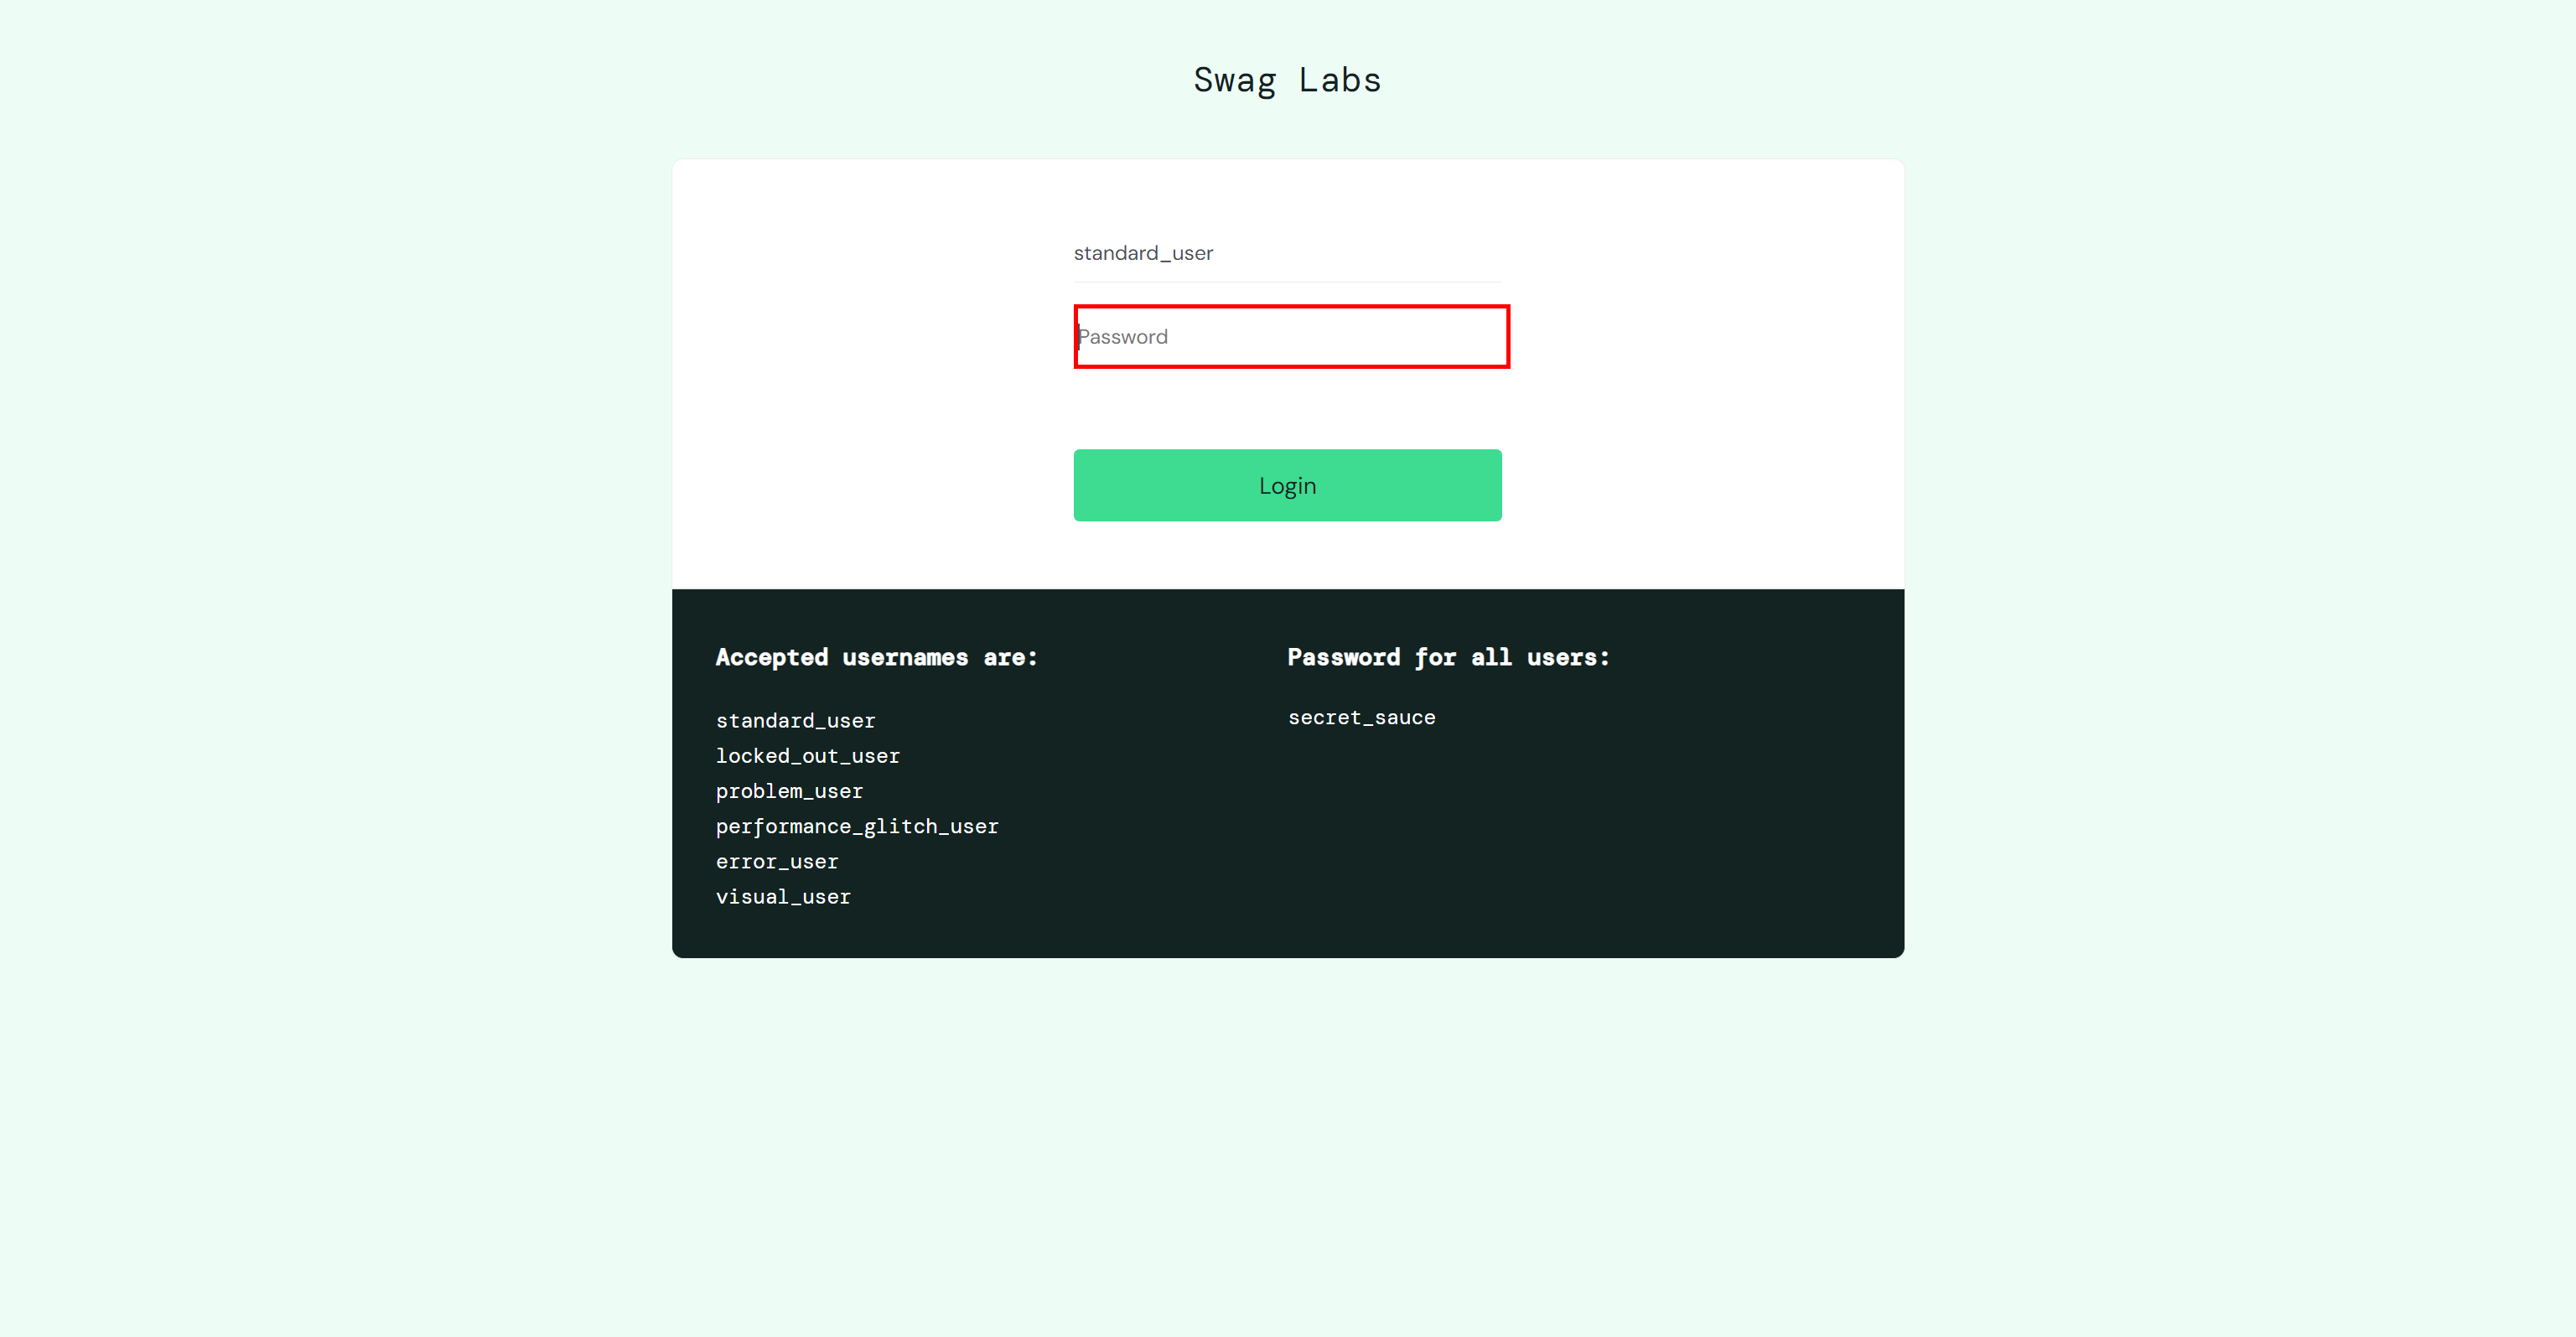 Swag Labs
standard_user
Password
Login
Accepted usernames are:
standard_user
locked_out_user
problem_user
performance_glitch_user
error_user
visual_user
Password for all users:
secret_sauce